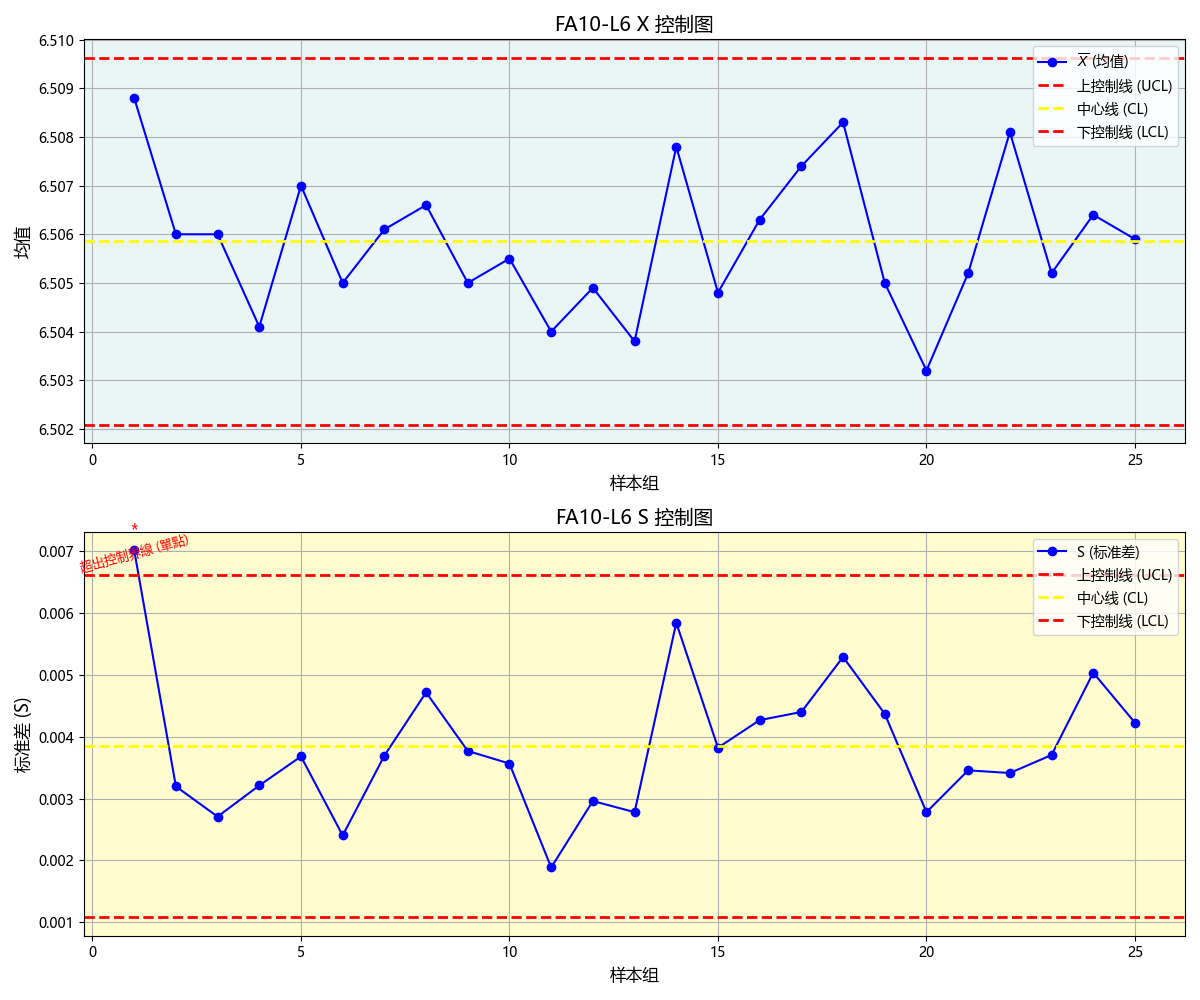 FA10-L6 X 控制图
6.510
6.509
6.508
6.507
6.506
6.505
6.504
6.503
6.502
均值
X̅ (均值)
上控制线 (UCL)
中心线 (CL)
下控制线 (LCL)
0 5 10 15 20 25
样本组
FA10-L6 S 控制图
*
超出控制界線 (單點)
0.007
0.006
0.005
0.004
0.003
0.002
0.001
标准差 (S)
S (标准差)
上控制线 (UCL)
中心线 (CL)
下控制线 (LCL)
0 5 10 15 20 25
样本组